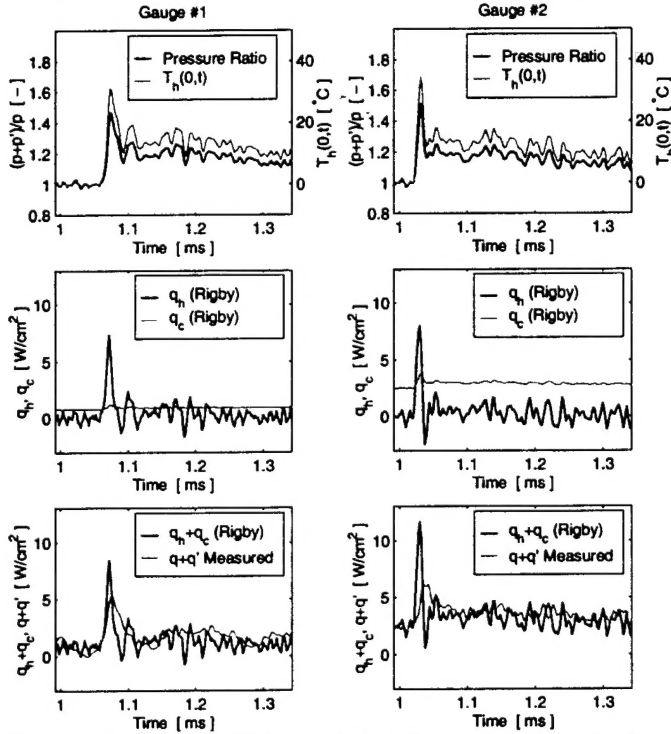 Gauge #1
Gauge #2
(p+p')/p [ – ]
1.8
1.6
1.4
1.2
1
0.8
Pressure Ratio
T_h(0,t)
40
20
0
T_h(0,t) [ °C ]
1 1.1 1.2 1.3
Time [ ms ]
(p+p')/p [ – ]
1.8
1.6
1.4
1.2
1
0.8
Pressure Ratio
T_h(0,t)
40
20
0
T_h(0,t) [ °C ]
1 1.1 1.2 1.3
Time [ ms ]
q_h, q_c [ W/cm² ]
10
5
0
q_h (Rigby)
q_c (Rigby)
1 1.1 1.2 1.3
Time [ ms ]
q_h, q_c [ W/cm² ]
10
5
0
q_h (Rigby)
q_c (Rigby)
1 1.1 1.2 1.3
Time [ ms ]
q_h+q_c, q+q' [ W/cm² ]
10
5
0
q_h+q_c (Rigby)
q+q' Measured
1 1.1 1.2 1.3
Time [ ms ]
q_h+q_c, q+q' [ W/cm² ]
10
5
0
q_h+q_c (Rigby)
q+q' Measured
1 1.1 1.2 1.3
Time [ ms ]